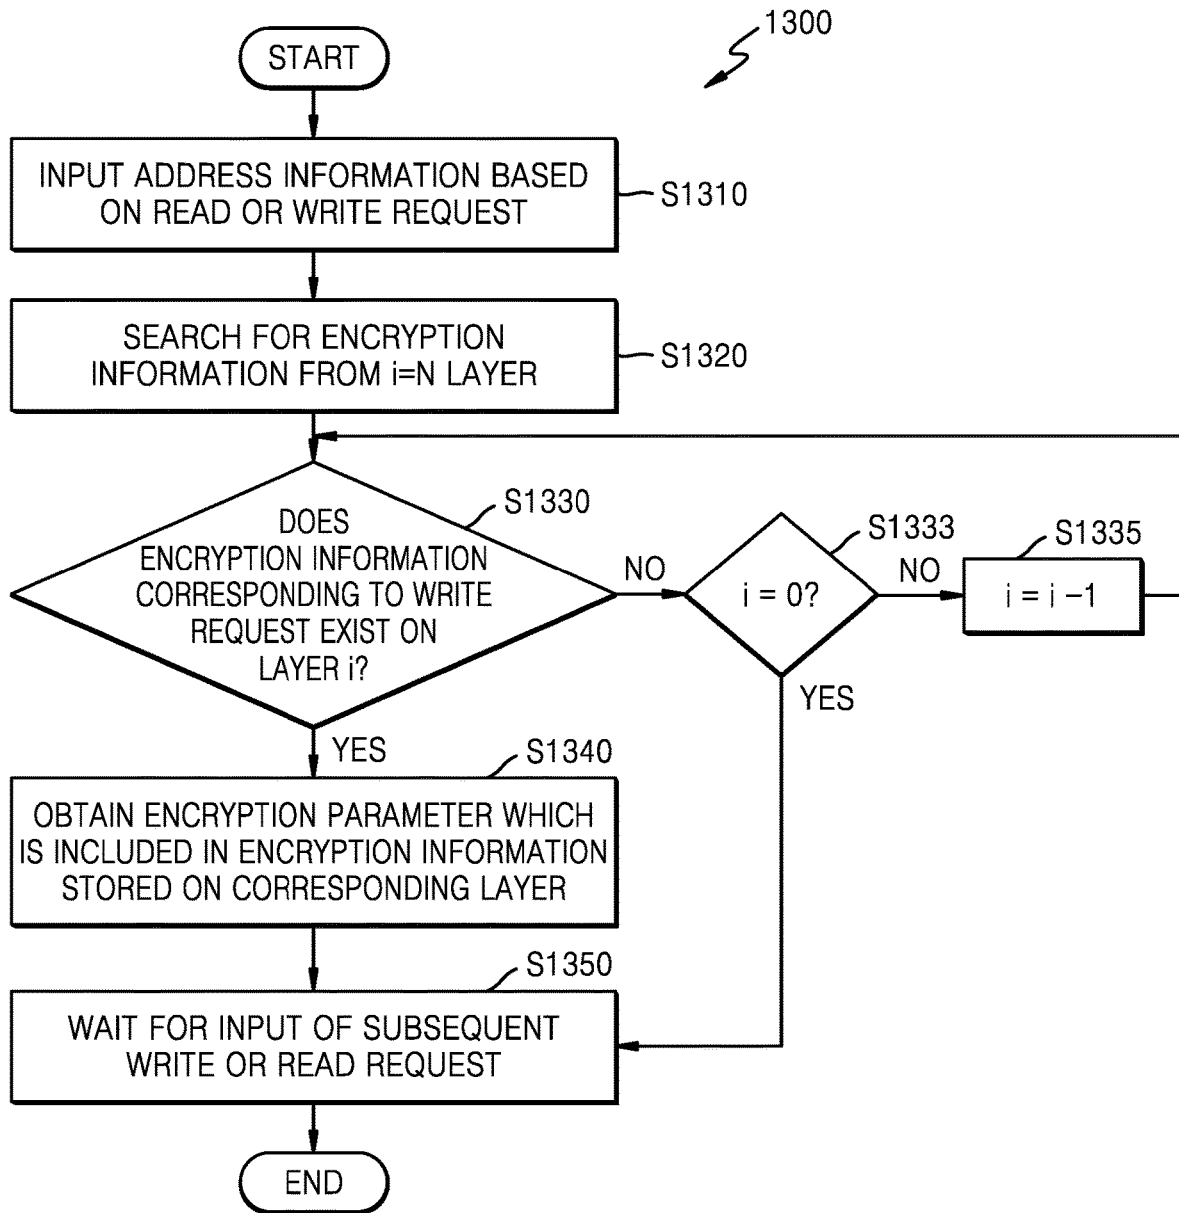 1300
START
INPUT ADDRESS INFORMATION BASED
ON READ OR WRITE REQUEST
S1310
SEARCH FOR ENCRYPTION
INFORMATION FROM i=N LAYER
S1320
S1330
DOES
ENCRYPTION INFORMATION
CORRESPONDING TO WRITE
REQUEST EXIST ON
LAYER i?
NO
S1333
i = 0?
NO
S1335
i = i −1
YES
YES
S1340
OBTAIN ENCRYPTION PARAMETER WHICH
IS INCLUDED IN ENCRYPTION INFORMATION
STORED ON CORRESPONDING LAYER
S1350
WAIT FOR INPUT OF SUBSEQUENT
WRITE OR READ REQUEST
END